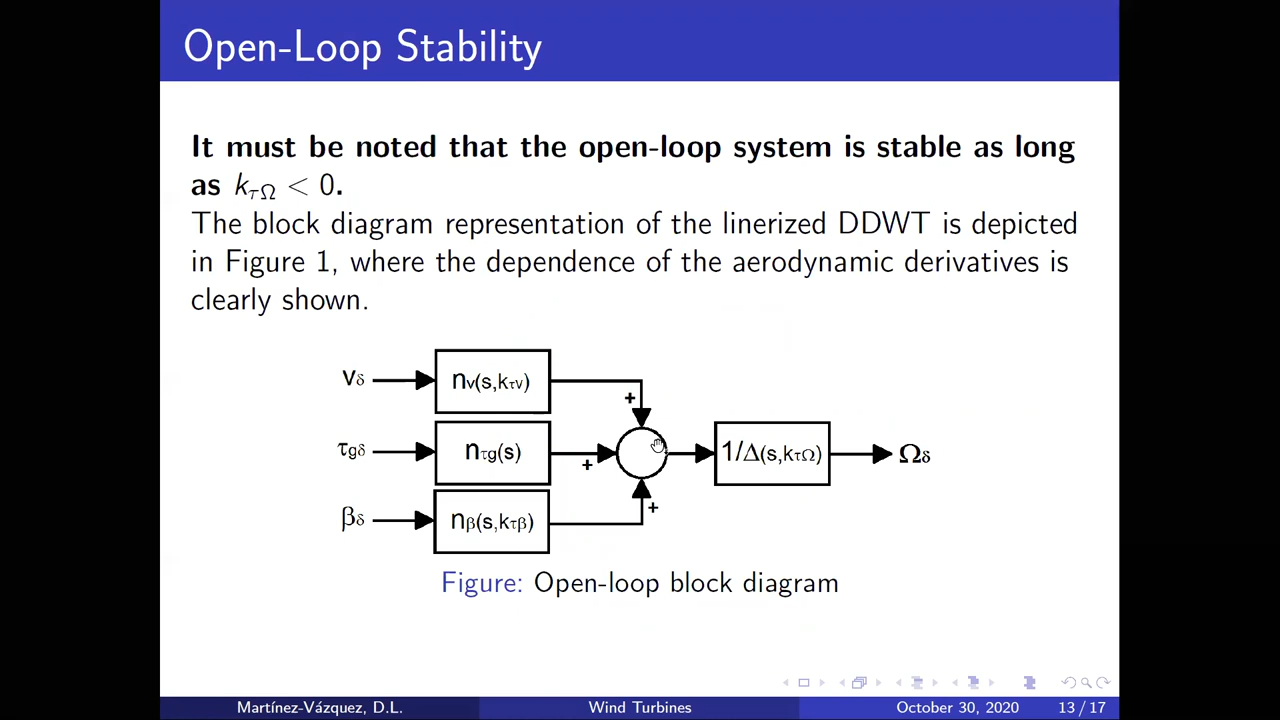 Open-Loop Stability
It must be noted that the open-loop system is stable as long
as kτΩ < 0.
The block diagram representation of the linerized DDWT is depicted
in Figure 1, where the dependence of the aerodynamic derivatives is
clearly shown.
vδ
nv(s,kτv)
+
τgδ
nτg(s)
+
1/Δ(s,kτΩ)
Ωδ
βδ
nβ(s,kτβ)
+
Figure: Open-loop block diagram
Martínez-Vázquez, D.L.
Wind Turbines
October 30, 2020
13 / 17